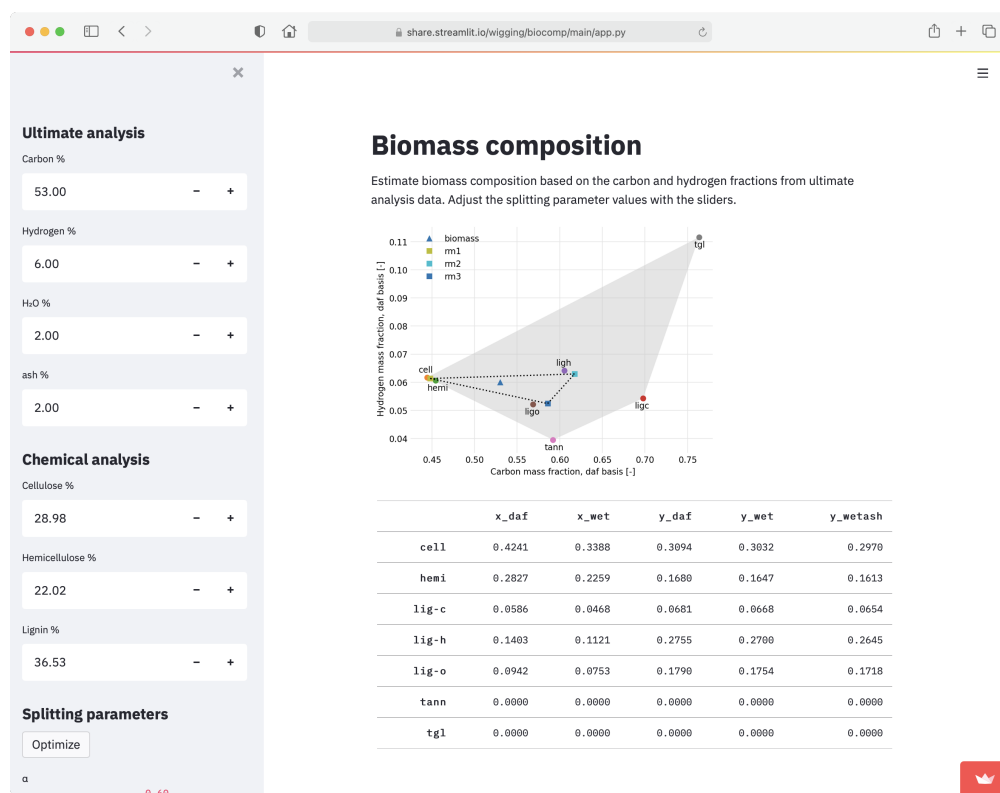 share.streamlit.io/wigging/biocomp/main/app.py
Ultimate analysis
Carbon %
53.00 − +
Hydrogen %
6.00 − +
H₂O %
2.00 − +
ash %
2.00 − +
Chemical analysis
Cellulose %
28.98 − +
Hemicellulose %
22.02 − +
Lignin %
36.53 − +
Splitting parameters
Optimize
α
0.60
Biomass composition
Estimate biomass composition based on the carbon and hydrogen fractions from ultimate
analysis data. Adjust the splitting parameter values with the sliders.
Hydrogen mass fraction, daf basis [-]
0.11
0.10
0.09
0.08
0.07
0.06
0.05
0.04
biomass
rm1
rm2
rm3
tgl
cell
hemi
ligh
ligo
ligc
tann
0.45 0.50 0.55 0.60 0.65 0.70 0.75
Carbon mass fraction, daf basis [-]
x_daf x_wet y_daf y_wet y_wetash
cell 0.4241 0.3388 0.3094 0.3032 0.2970
hemi 0.2827 0.2259 0.1680 0.1647 0.1613
lig-c 0.0586 0.0468 0.0681 0.0668 0.0654
lig-h 0.1403 0.1121 0.2755 0.2700 0.2645
lig-o 0.0942 0.0753 0.1790 0.1754 0.1718
tann 0.0000 0.0000 0.0000 0.0000 0.0000
tgl 0.0000 0.0000 0.0000 0.0000 0.0000